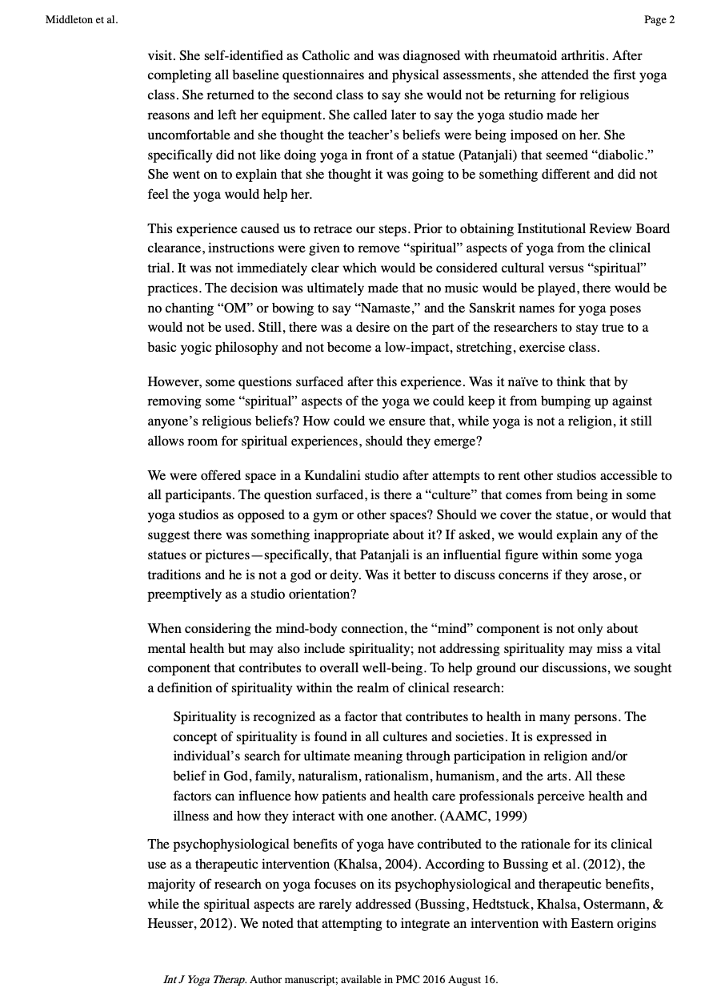 Middleton et al.
Page 2
visit. She self-identified as Catholic and was diagnosed with rheumatoid arthritis. After
completing all baseline questionnaires and physical assessments, she attended the first yoga
class. She returned to the second class to say she would not be returning for religious
reasons and left her equipment. She called later to say the yoga studio made her
uncomfortable and she thought the teacher’s beliefs were being imposed on her. She
specifically did not like doing yoga in front of a statue (Patanjali) that seemed “diabolic.”
She went on to explain that she thought it was going to be something different and did not
feel the yoga would help her.
This experience caused us to retrace our steps. Prior to obtaining Institutional Review Board
clearance, instructions were given to remove “spiritual” aspects of yoga from the clinical
trial. It was not immediately clear which would be considered cultural versus “spiritual”
practices. The decision was ultimately made that no music would be played, there would be
no chanting “OM” or bowing to say “Namaste,” and the Sanskrit names for yoga poses
would not be used. Still, there was a desire on the part of the researchers to stay true to a
basic yogic philosophy and not become a low-impact, stretching, exercise class.
However, some questions surfaced after this experience. Was it naïve to think that by
removing some “spiritual” aspects of the yoga we could keep it from bumping up against
anyone’s religious beliefs? How could we ensure that, while yoga is not a religion, it still
allows room for spiritual experiences, should they emerge?
We were offered space in a Kundalini studio after attempts to rent other studios accessible to
all participants. The question surfaced, is there a “culture” that comes from being in some
yoga studios as opposed to a gym or other spaces? Should we cover the statue, or would that
suggest there was something inappropriate about it? If asked, we would explain any of the
statues or pictures—specifically, that Patanjali is an influential figure within some yoga
traditions and he is not a god or deity. Was it better to discuss concerns if they arose, or
preemptively as a studio orientation?
When considering the mind-body connection, the “mind” component is not only about
mental health but may also include spirituality; not addressing spirituality may miss a vital
component that contributes to overall well-being. To help ground our discussions, we sought
a definition of spirituality within the realm of clinical research:
Spirituality is recognized as a factor that contributes to health in many persons. The
concept of spirituality is found in all cultures and societies. It is expressed in
individual’s search for ultimate meaning through participation in religion and/or
belief in God, family, naturalism, rationalism, humanism, and the arts. All these
factors can influence how patients and health care professionals perceive health and
illness and how they interact with one another. (AAMC, 1999)
The psychophysiological benefits of yoga have contributed to the rationale for its clinical
use as a therapeutic intervention (Khalsa, 2004). According to Bussing et al. (2012), the
majority of research on yoga focuses on its psychophysiological and therapeutic benefits,
while the spiritual aspects are rarely addressed (Bussing, Hedtstuck, Khalsa, Ostermann, &
Heusser, 2012). We noted that attempting to integrate an intervention with Eastern origins
Int J Yoga Therap. Author manuscript; available in PMC 2016 August 16.